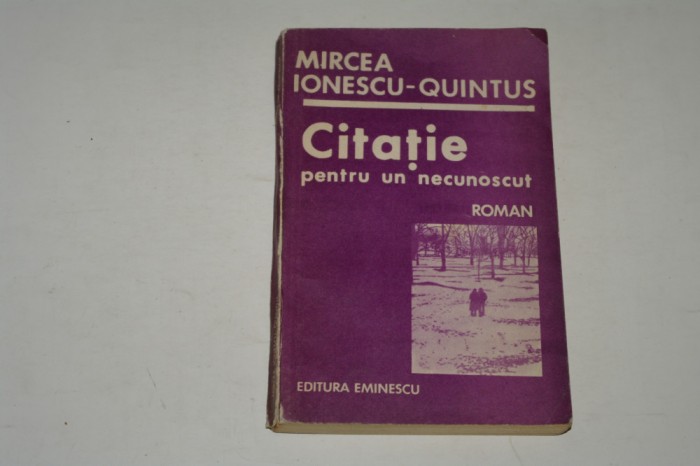 MIRCEA
IONESCU-QUINTUS
Citație
pentru un necunoscut
ROMAN
EDITURA EMINESCU